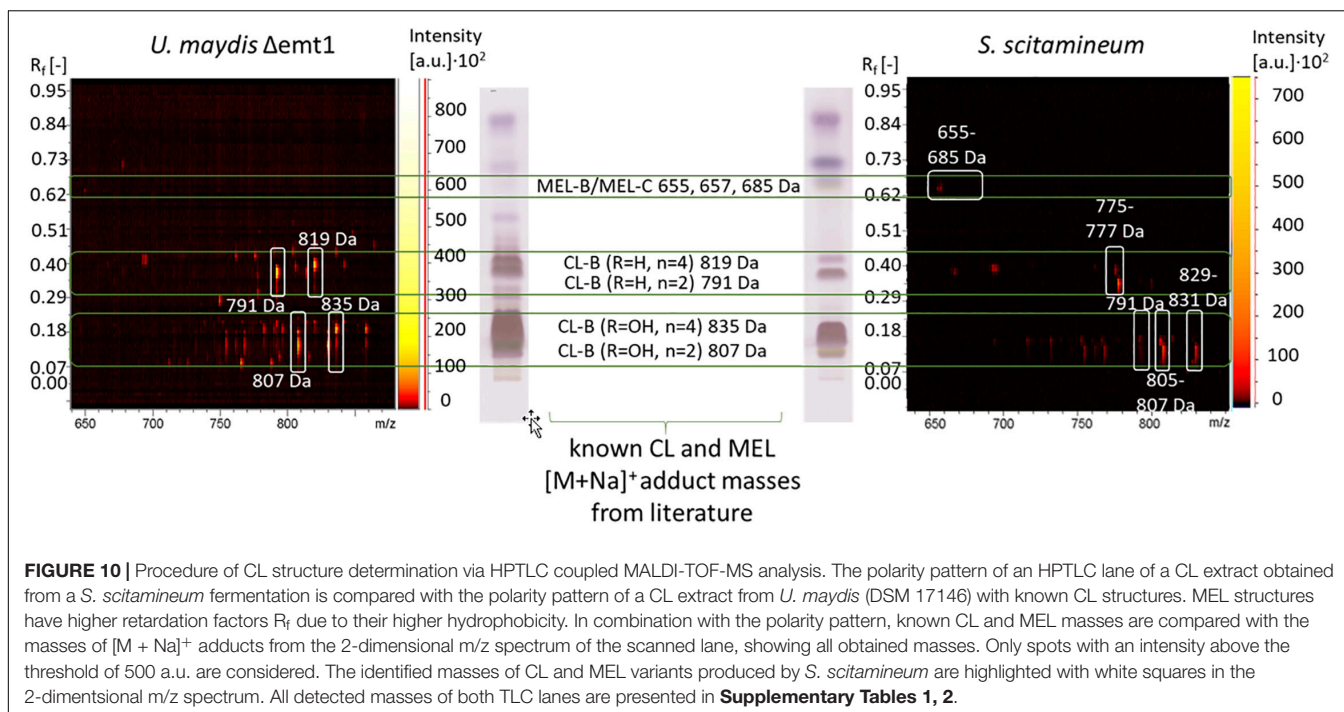 U. maydis Δemt1
Intensity
[a.u.]·10²
S. scitamineum
Intensity
[a.u.]·10²
Rf [-]
0.95
0.84
0.73
0.62
0.51
0.40
0.29
0.18
0.07
0.00
819 Da
791 Da
835 Da
807 Da
650
700
750
800
m/z
800
700
600
500
400
300
200
100
0
MEL-B/MEL-C 655, 657, 685 Da
CL-B (R=H, n=4) 819 Da
CL-B (R=H, n=2) 791 Da
CL-B (R=OH, n=4) 835 Da
CL-B (R=OH, n=2) 807 Da
known CL and MEL
[M+Na]⁺ adduct masses
from literature
Rf [-]
0.95
0.84
0.73
0.62
0.51
0.40
0.29
0.18
0.07
0.00
655-
685 Da
775-
777 Da
829-
831 Da
791 Da
805-
807 Da
650
700
750
800
m/z
700
600
500
400
300
200
100
0
FIGURE 10 | Procedure of CL structure determination via HPTLC coupled MALDI-TOF-MS analysis. The polarity pattern of an HPTLC lane of a CL extract obtained
from a S. scitamineum fermentation is compared with the polarity pattern of a CL extract from U. maydis (DSM 17146) with known CL structures. MEL structures
have higher retardation factors Rf due to their higher hydrophobicity. In combination with the polarity pattern, known CL and MEL masses are compared with the
masses of [M + Na]⁺ adducts from the 2-dimensional m/z spectrum of the scanned lane, showing all obtained masses. Only spots with an intensity above the
threshold of 500 a.u. are considered. The identified masses of CL and MEL variants produced by S. scitamineum are highlighted with white squares in the
2-dimentsional m/z spectrum. All detected masses of both TLC lanes are presented in Supplementary Tables 1, 2.